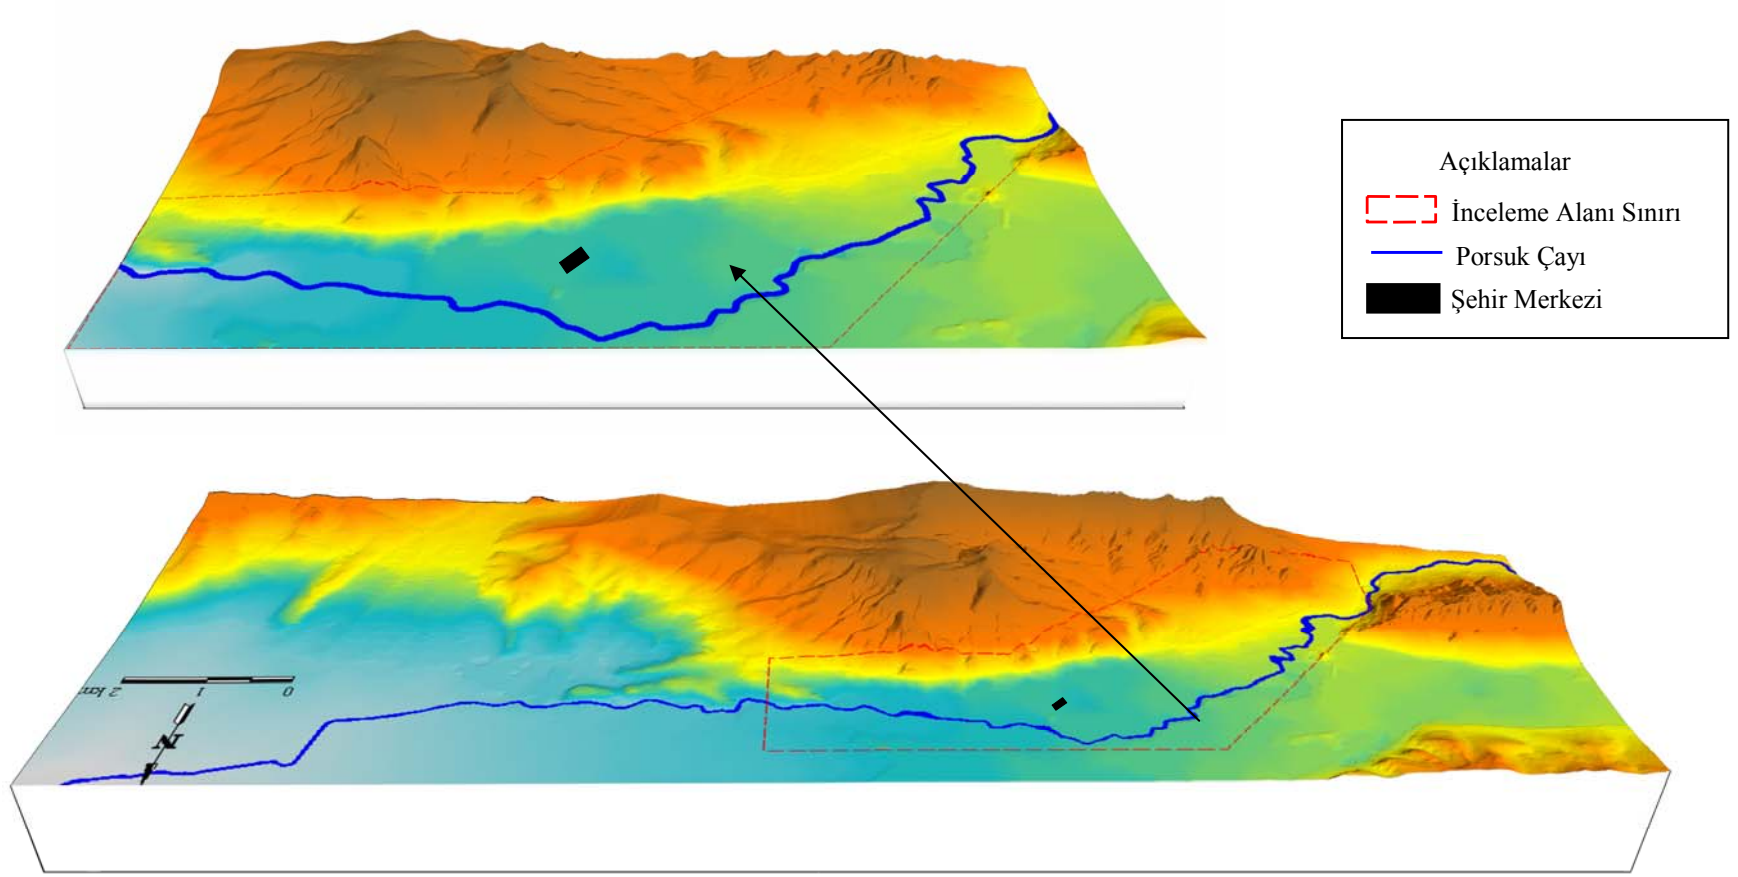 Açıklamalar
İnceleme Alanı Sınırı
Porsuk Çayı
Şehir Merkezi
2 km 1 0
N